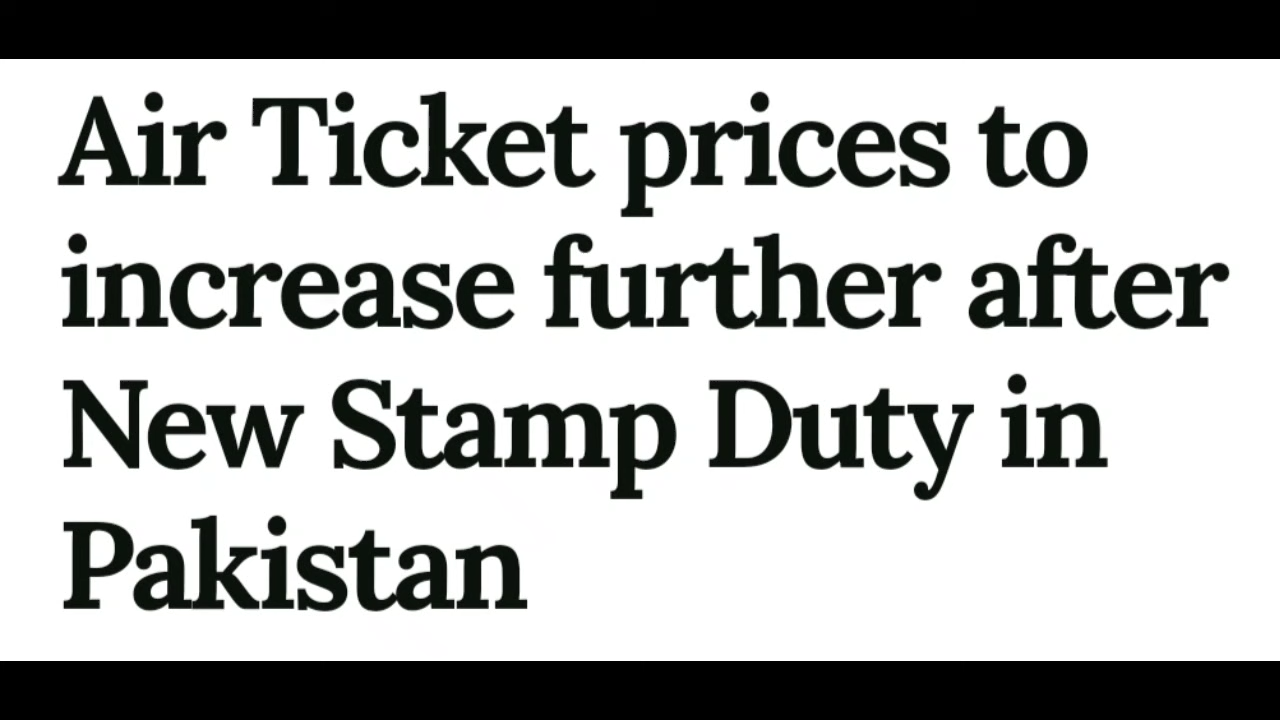 Air Ticket prices to
increase further after
New Stamp Duty in
Pakistan